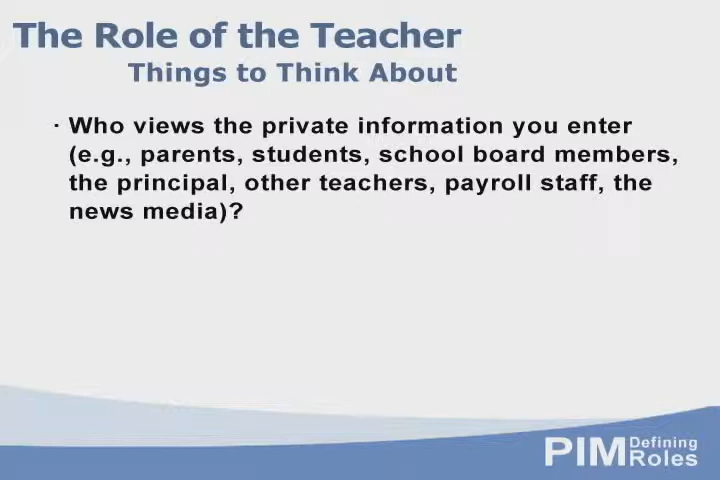 The Role of the Teacher
Things to Think About
· Who views the private information you enter
(e.g., parents, students, school board members,
the principal, other teachers, payroll staff, the
news media)?
PIM Defining
Roles